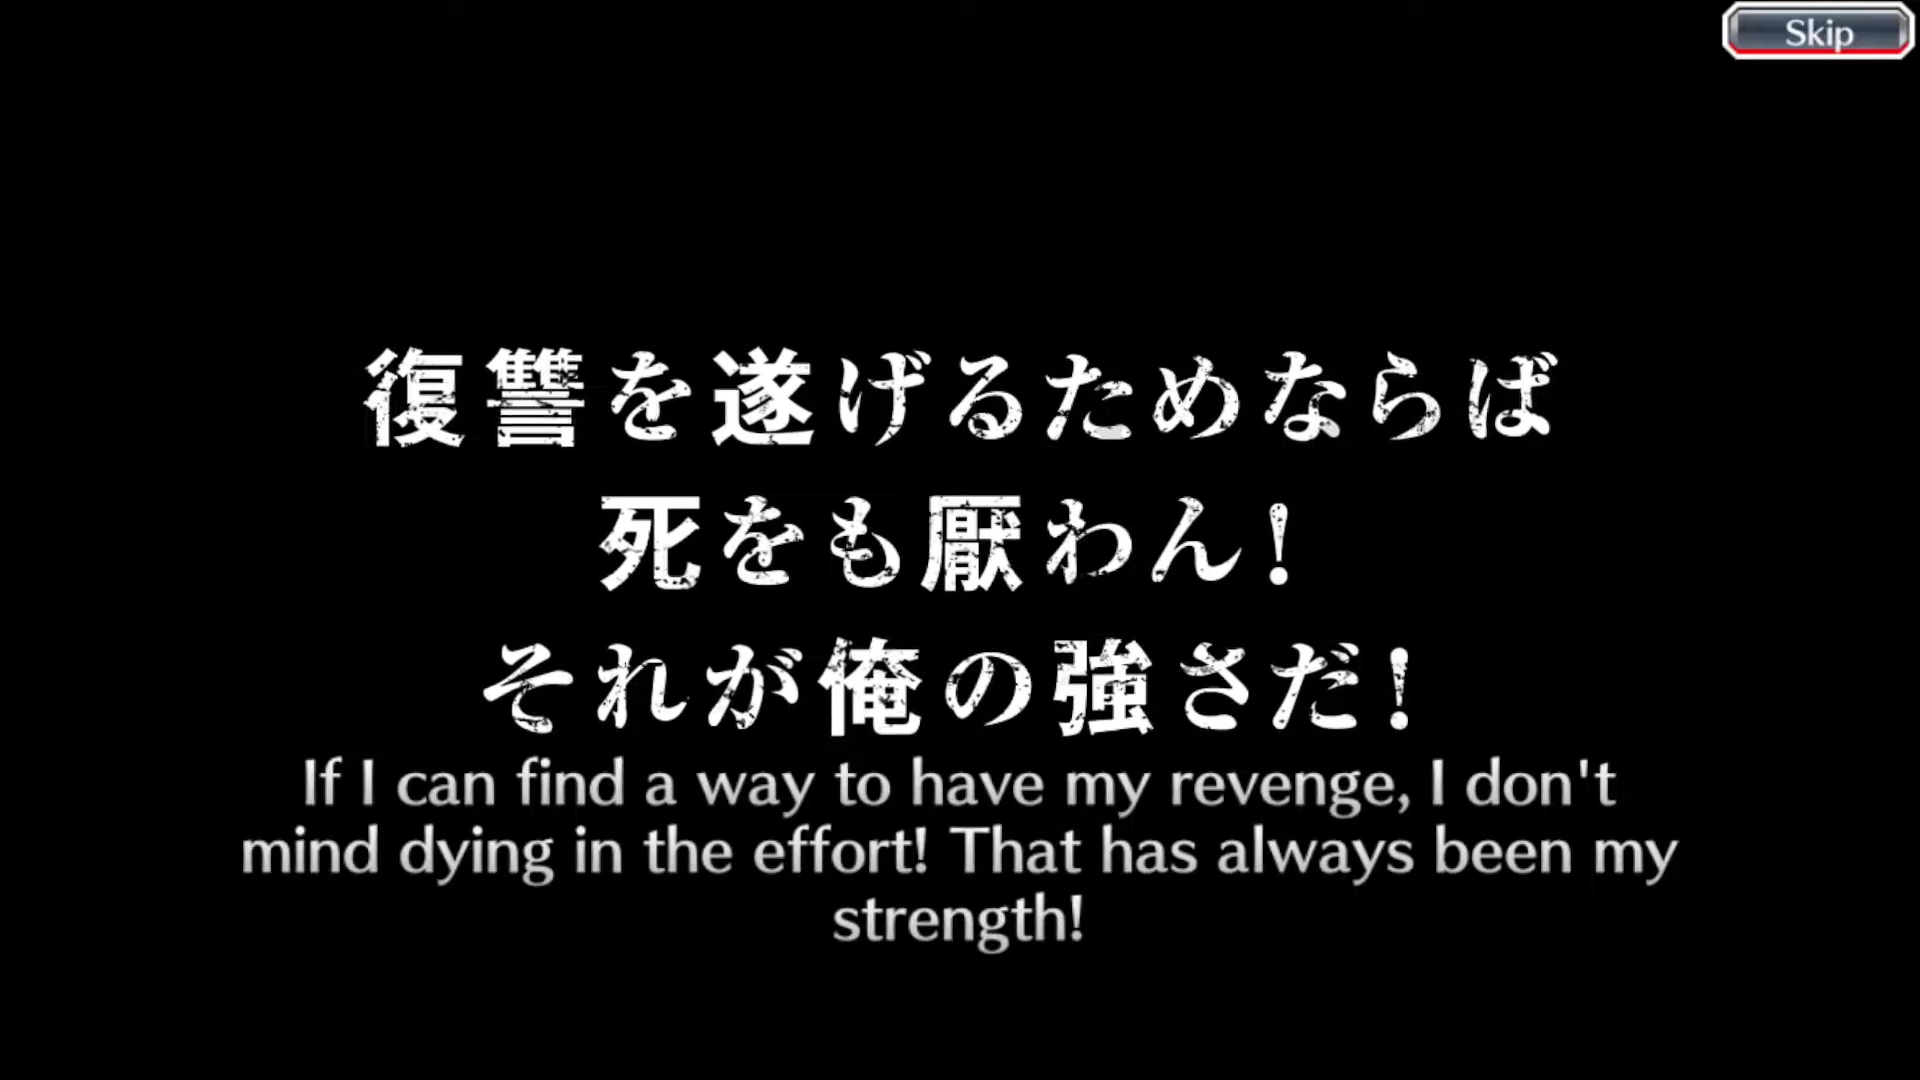 Skip
復讐を遂げるためならば
死をも厭わん!
それが俺の強さだ!
If I can find a way to have my revenge, I don't
mind dying in the effort! That has always been my
strength!